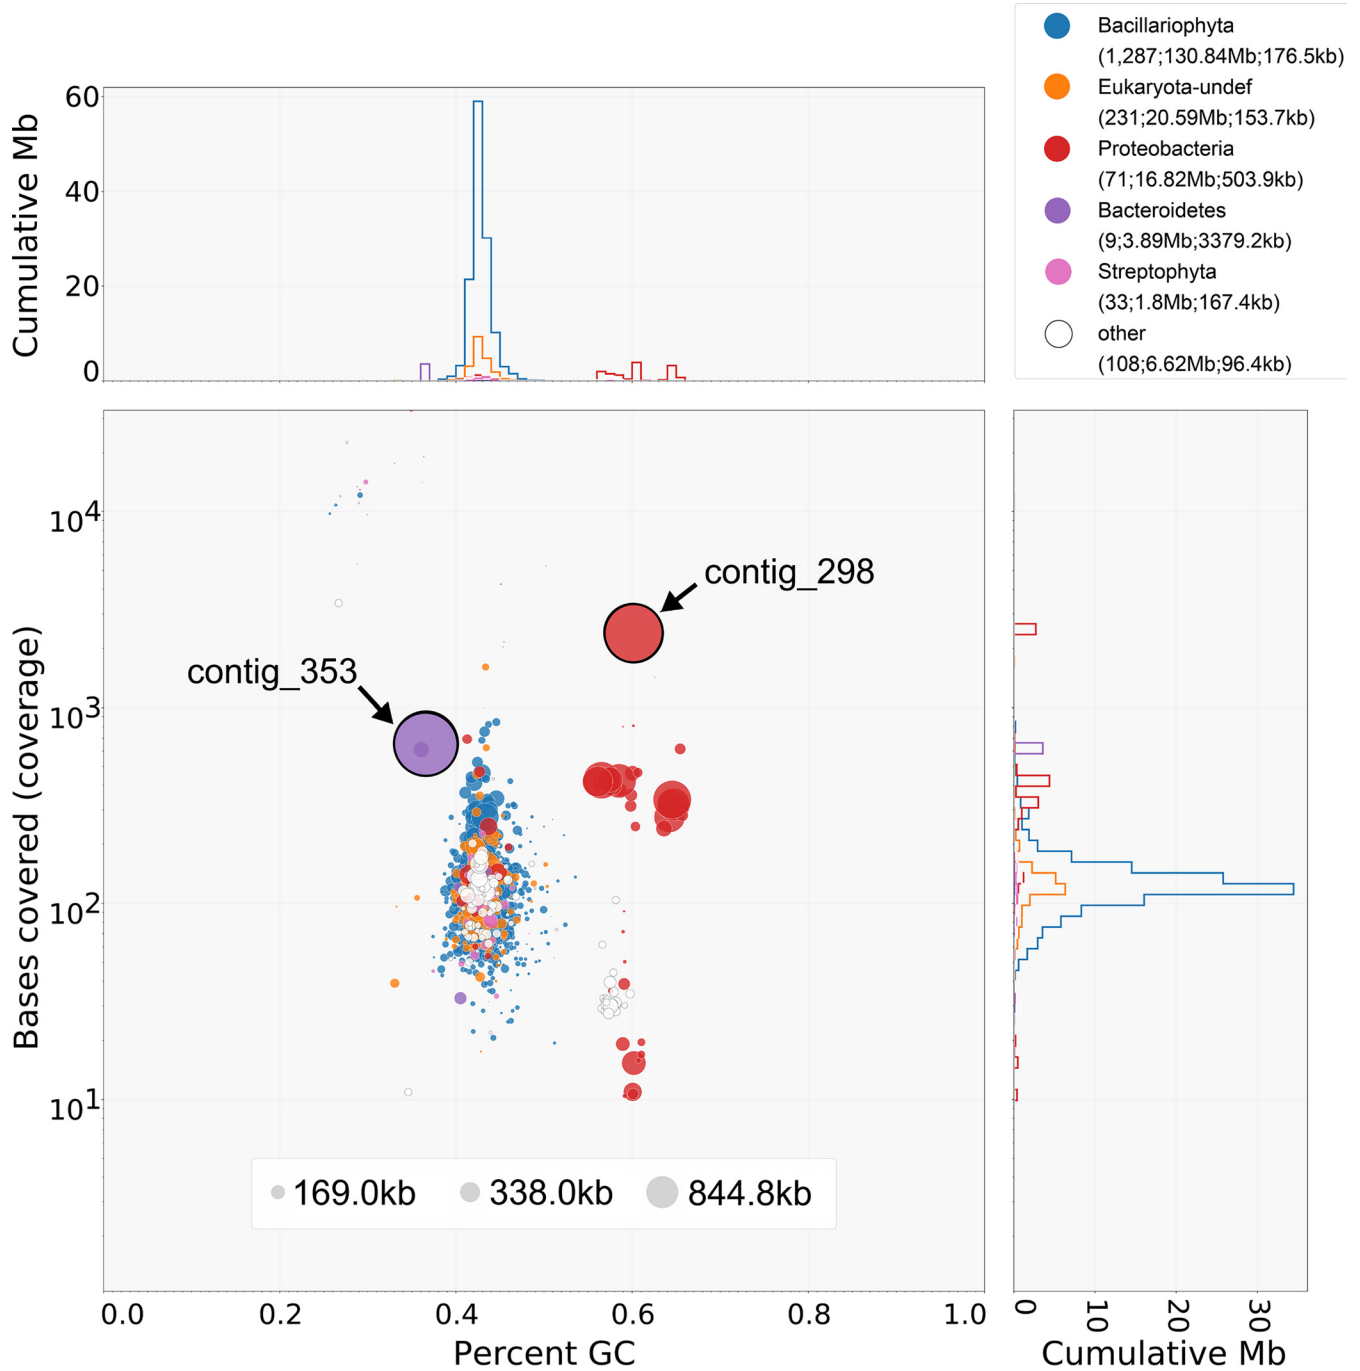 Bacillariophyta
(1,287;130.84Mb;176.5kb)
Eukaryota-undef
(231;20.59Mb;153.7kb)
Proteobacteria
(71;16.82Mb;503.9kb)
Bacteroidetes
(9;3.89Mb;3379.2kb)
Streptophyta
(33;1.8Mb;167.4kb)
other
(108;6.62Mb;96.4kb)
Cumulative Mb
60
40
20
0
Bases covered (coverage)
10⁴
10³
10²
10¹
contig_298
contig_353
169.0kb 338.0kb 844.8kb
0.0 0.2 0.4 0.6 0.8 1.0
Percent GC
0 10 20 30
Cumulative Mb